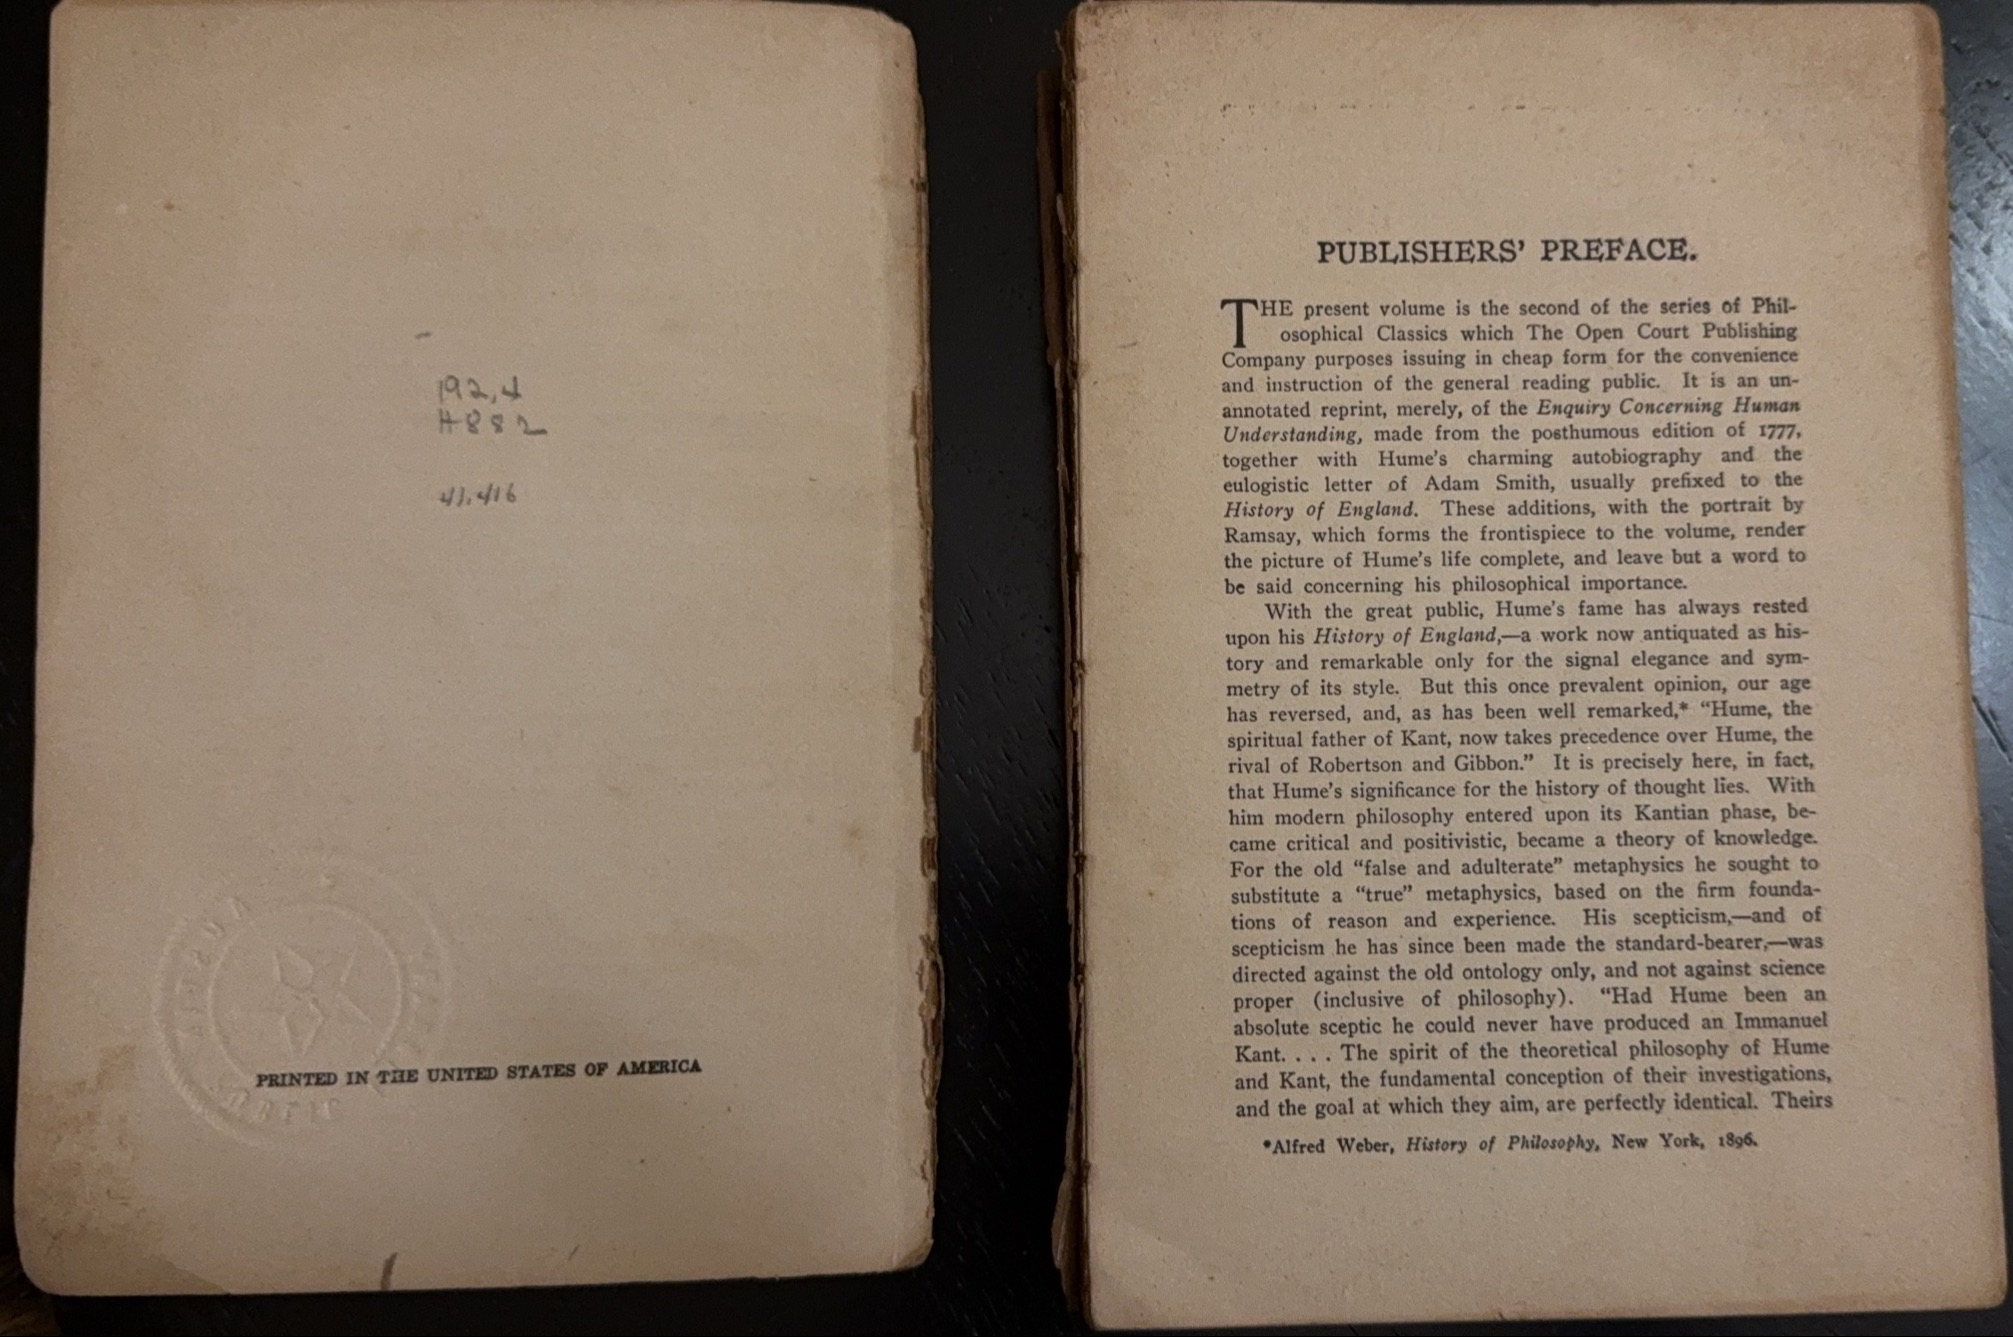 192.4
H882
41.416
PRINTED IN THE UNITED STATES OF AMERICA
PUBLISHERS' PREFACE.
THE present volume is the second of the series of Phil-
osophical Classics which The Open Court Publishing
Company purposes issuing in cheap form for the convenience
and instruction of the general reading public. It is an un-
annotated reprint, merely, of the Enquiry Concerning Human
Understanding, made from the posthumous edition of 1777,
together with Hume's charming autobiography and the
eulogistic letter of Adam Smith, usually prefixed to the
History of England. These additions, with the portrait by
Ramsay, which forms the frontispiece to the volume, render
the picture of Hume's life complete, and leave but a word to
be said concerning his philosophical importance.
With the great public, Hume's fame has always rested
upon his History of England,—a work now antiquated as his-
tory and remarkable only for the signal elegance and sym-
metry of its style. But this once prevalent opinion, our age
has reversed, and, as has been well remarked,* "Hume, the
spiritual father of Kant, now takes precedence over Hume, the
rival of Robertson and Gibbon." It is precisely here, in fact,
that Hume's significance for the history of thought lies. With
him modern philosophy entered upon its Kantian phase, be-
came critical and positivistic, became a theory of knowledge.
For the old "false and adulterate" metaphysics he sought to
substitute a "true" metaphysics, based on the firm founda-
tions of reason and experience. His scepticism,—and of
scepticism he has since been made the standard-bearer,—was
directed against the old ontology only, and not against science
proper (inclusive of philosophy). "Had Hume been an
absolute sceptic he could never have produced an Immanuel
Kant. . . . The spirit of the theoretical philosophy of Hume
and Kant, the fundamental conception of their investigations,
and the goal at which they aim, are perfectly identical. Theirs
*Alfred Weber, History of Philosophy, New York, 1896.